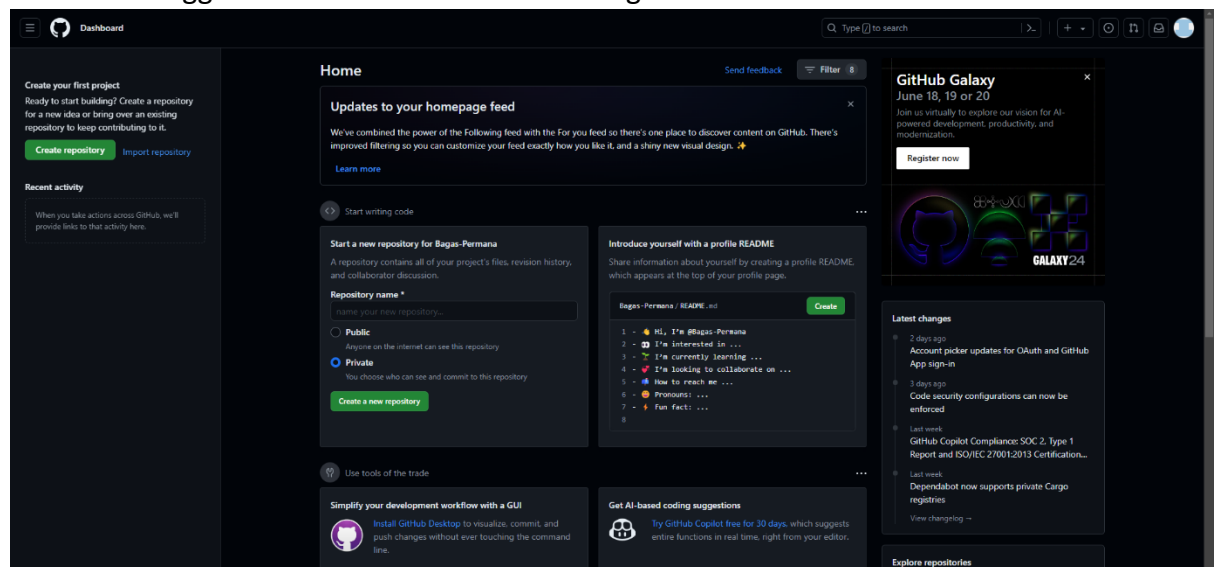 Dashboard
Type / to search
Create your first project
Ready to start building? Create a repository
for a new idea or bring over an existing
repository to keep contributing to it.
Create repository
Import repository
Recent activity
When you take actions across GitHub, we'll
provide links to that activity here.
Home
Send feedback
Filter 8
Updates to your homepage feed
We've combined the power of the Following feed with the For you feed so there's one place to discover content on GitHub. There's
improved filtering so you can customize your feed exactly how you like it, and a shiny new visual design. ✨
Learn more
Start writing code
Start a new repository for Bagas-Permana
A repository contains all of your project's files, revision history,
and collaborator discussion.
Repository name *
name your new repository...
Public
Anyone on the internet can see this repository
Private
You choose who can see and commit to this repository
Create a new repository
Introduce yourself with a profile README
Share information about yourself by creating a profile README,
which appears at the top of your profile page.
Bagas-Permana / README.md
Create
1 - 👋 Hi, I'm @Bagas-Permana
2 - 👀 I'm interested in ...
3 - 🌱 I'm currently learning ...
4 - 💞️ I'm looking to collaborate on ...
5 - 📫 How to reach me ...
6 - 😄 Pronouns: ...
7 - ⚡ Fun fact: ...
8
Use tools of the trade
Simplify your development workflow with a GUI
Install GitHub Desktop to visualize, commit, and
push changes without ever touching the command
line.
Get AI-based coding suggestions
Try GitHub Copilot free for 30 days, which suggests
entire functions in real time, right from your editor.
GitHub Galaxy
June 18, 19 or 20
Join us virtually to explore our vision for AI-
powered development, productivity, and
modernization.
Register now
GALAXY24
Latest changes
2 days ago
Account picker updates for OAuth and GitHub
App sign-in
3 days ago
Code security configurations can now be
enforced
Last week
GitHub Copilot Compliance: SOC 2, Type 1
Report and ISO/IEC 27001:2013 Certification...
Last week
Dependabot now supports private Cargo
registries
View changelog →
Explore repositories